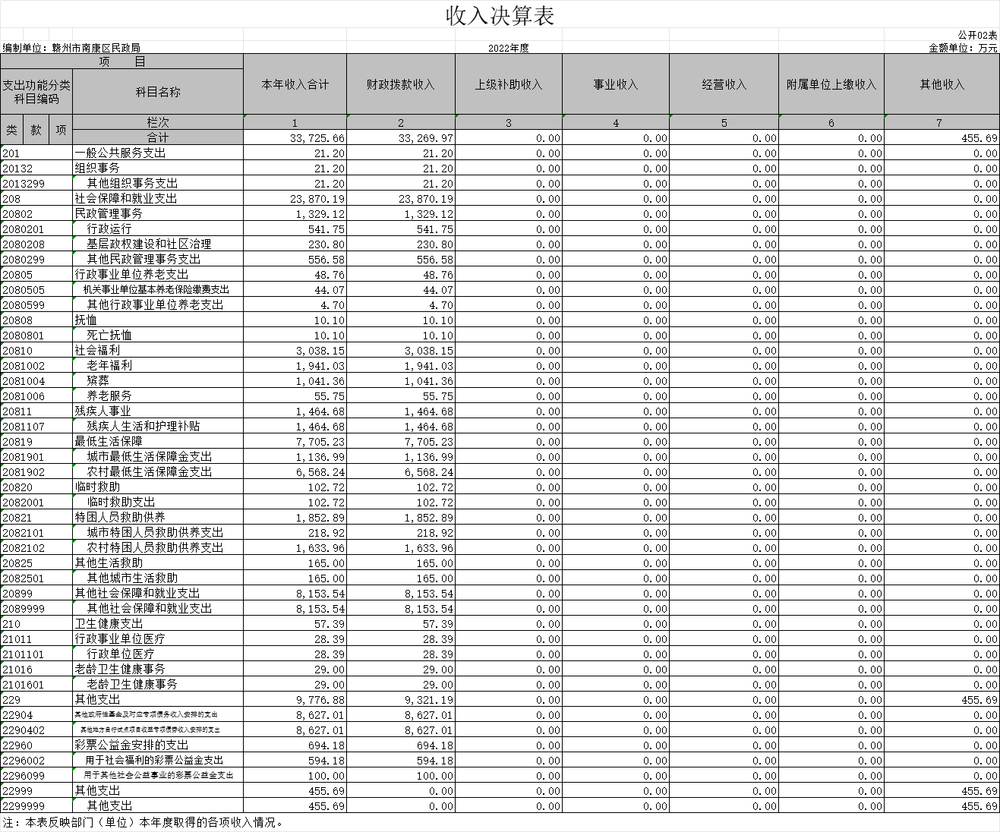 收入决算表
公开02表
编制单位：赣州市南康区民政局 2022年度 金额单位：万元
项 目 本年收入合计 财政拨款收入 上级补助收入 事业收入 经营收入 附属单位上缴收入 其他收入
支出功能分类科目编码 科目名称
类 款 项 栏次 1 2 3 4 5 6 7
合计 33,725.66 33,269.97 0.00 0.00 0.00 0.00 455.69
201 一般公共服务支出 21.20 21.20 0.00 0.00 0.00 0.00 0.00
20132 组织事务 21.20 21.20 0.00 0.00 0.00 0.00 0.00
2013299 其他组织事务支出 21.20 21.20 0.00 0.00 0.00 0.00 0.00
208 社会保障和就业支出 23,870.19 23,870.19 0.00 0.00 0.00 0.00 0.00
20802 民政管理事务 1,329.12 1,329.12 0.00 0.00 0.00 0.00 0.00
2080201 行政运行 541.75 541.75 0.00 0.00 0.00 0.00 0.00
2080208 基层政权建设和社区治理 230.80 230.80 0.00 0.00 0.00 0.00 0.00
2080299 其他民政管理事务支出 556.58 556.58 0.00 0.00 0.00 0.00 0.00
20805 行政事业单位养老支出 48.76 48.76 0.00 0.00 0.00 0.00 0.00
2080505 机关事业单位基本养老保险缴费支出 44.07 44.07 0.00 0.00 0.00 0.00 0.00
2080599 其他行政事业单位养老支出 4.70 4.70 0.00 0.00 0.00 0.00 0.00
20808 抚恤 10.10 10.10 0.00 0.00 0.00 0.00 0.00
2080801 死亡抚恤 10.10 10.10 0.00 0.00 0.00 0.00 0.00
20810 社会福利 3,038.15 3,038.15 0.00 0.00 0.00 0.00 0.00
2081002 老年福利 1,941.03 1,941.03 0.00 0.00 0.00 0.00 0.00
2081004 殡葬 1,041.36 1,041.36 0.00 0.00 0.00 0.00 0.00
2081006 养老服务 55.75 55.75 0.00 0.00 0.00 0.00 0.00
20811 残疾人事业 1,464.68 1,464.68 0.00 0.00 0.00 0.00 0.00
2081107 残疾人生活和护理补贴 1,464.68 1,464.68 0.00 0.00 0.00 0.00 0.00
20819 最低生活保障 7,705.23 7,705.23 0.00 0.00 0.00 0.00 0.00
2081901 城市最低生活保障金支出 1,136.99 1,136.99 0.00 0.00 0.00 0.00 0.00
2081902 农村最低生活保障金支出 6,568.24 6,568.24 0.00 0.00 0.00 0.00 0.00
20820 临时救助 102.72 102.72 0.00 0.00 0.00 0.00 0.00
2082001 临时救助支出 102.72 102.72 0.00 0.00 0.00 0.00 0.00
20821 特困人员救助供养 1,852.89 1,852.89 0.00 0.00 0.00 0.00 0.00
2082101 城市特困人员救助供养支出 218.92 218.92 0.00 0.00 0.00 0.00 0.00
2082102 农村特困人员救助供养支出 1,633.96 1,633.96 0.00 0.00 0.00 0.00 0.00
20825 其他生活救助 165.00 165.00 0.00 0.00 0.00 0.00 0.00
2082501 其他城市生活救助 165.00 165.00 0.00 0.00 0.00 0.00 0.00
20899 其他社会保障和就业支出 8,153.54 8,153.54 0.00 0.00 0.00 0.00 0.00
2089999 其他社会保障和就业支出 8,153.54 8,153.54 0.00 0.00 0.00 0.00 0.00
210 卫生健康支出 57.39 57.39 0.00 0.00 0.00 0.00 0.00
21011 行政事业单位医疗 28.39 28.39 0.00 0.00 0.00 0.00 0.00
2101101 行政单位医疗 28.39 28.39 0.00 0.00 0.00 0.00 0.00
21016 老龄卫生健康事务 29.00 29.00 0.00 0.00 0.00 0.00 0.00
2101601 老龄卫生健康事务 29.00 29.00 0.00 0.00 0.00 0.00 0.00
229 其他支出 9,776.88 9,321.19 0.00 0.00 0.00 0.00 455.69
22904 其他政府性基金及对应专项债务收入安排的支出 8,627.01 8,627.01 0.00 0.00 0.00 0.00 0.00
2290402 其他地方自行试点项目收益专项债券收入安排的支出 8,627.01 8,627.01 0.00 0.00 0.00 0.00 0.00
22960 彩票公益金安排的支出 694.18 694.18 0.00 0.00 0.00 0.00 0.00
2296002 用于社会福利的彩票公益金支出 594.18 594.18 0.00 0.00 0.00 0.00 0.00
2296099 用于其他社会公益事业的彩票公益金支出 100.00 100.00 0.00 0.00 0.00 0.00 0.00
22999 其他支出 455.69 0.00 0.00 0.00 0.00 0.00 455.69
2299999 其他支出 455.69 0.00 0.00 0.00 0.00 0.00 455.69
注：本表反映部门（单位）本年度取得的各项收入情况。